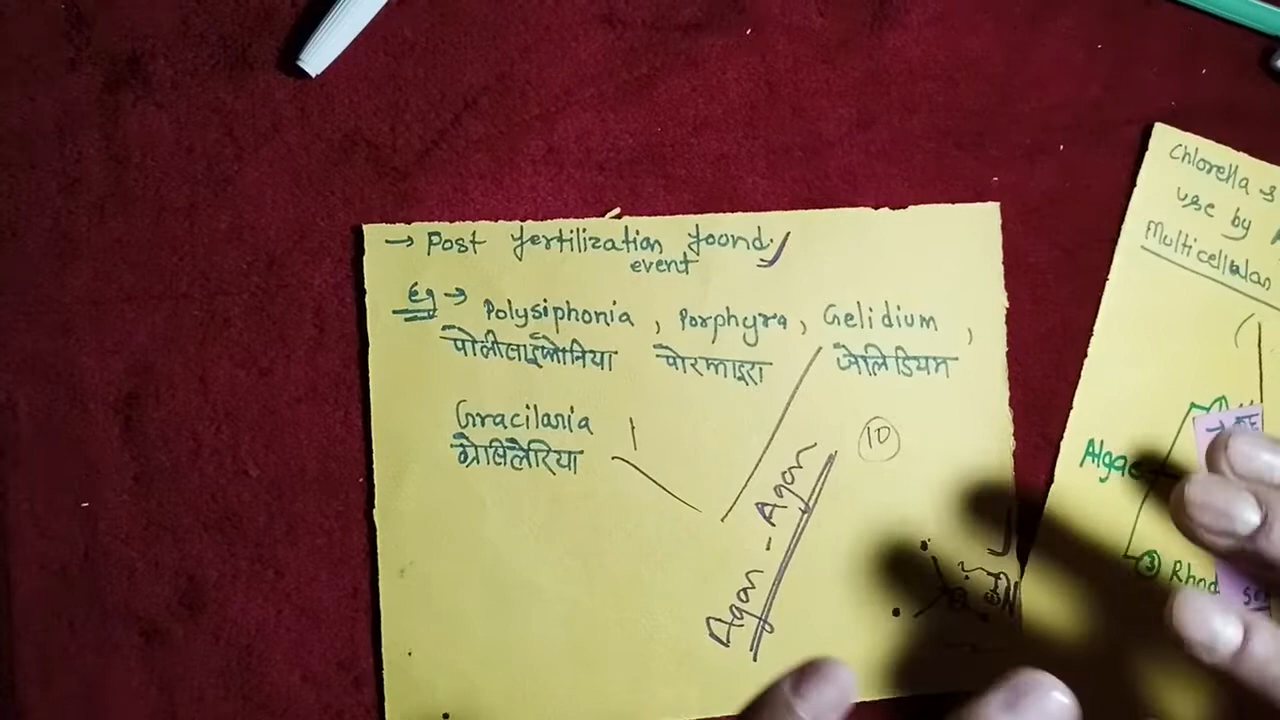 → Post fertilization found
event
Eg → Polysiphonia, Porphyra, Gelidium,
पोलीसाईफोनिया पोरफाइरा जेलिडियम
Gracilaria
ग्रेसिलेरिया
10
Agar-Agar
Chlorella &
use by
Multicellular
Algae
③ Rhod